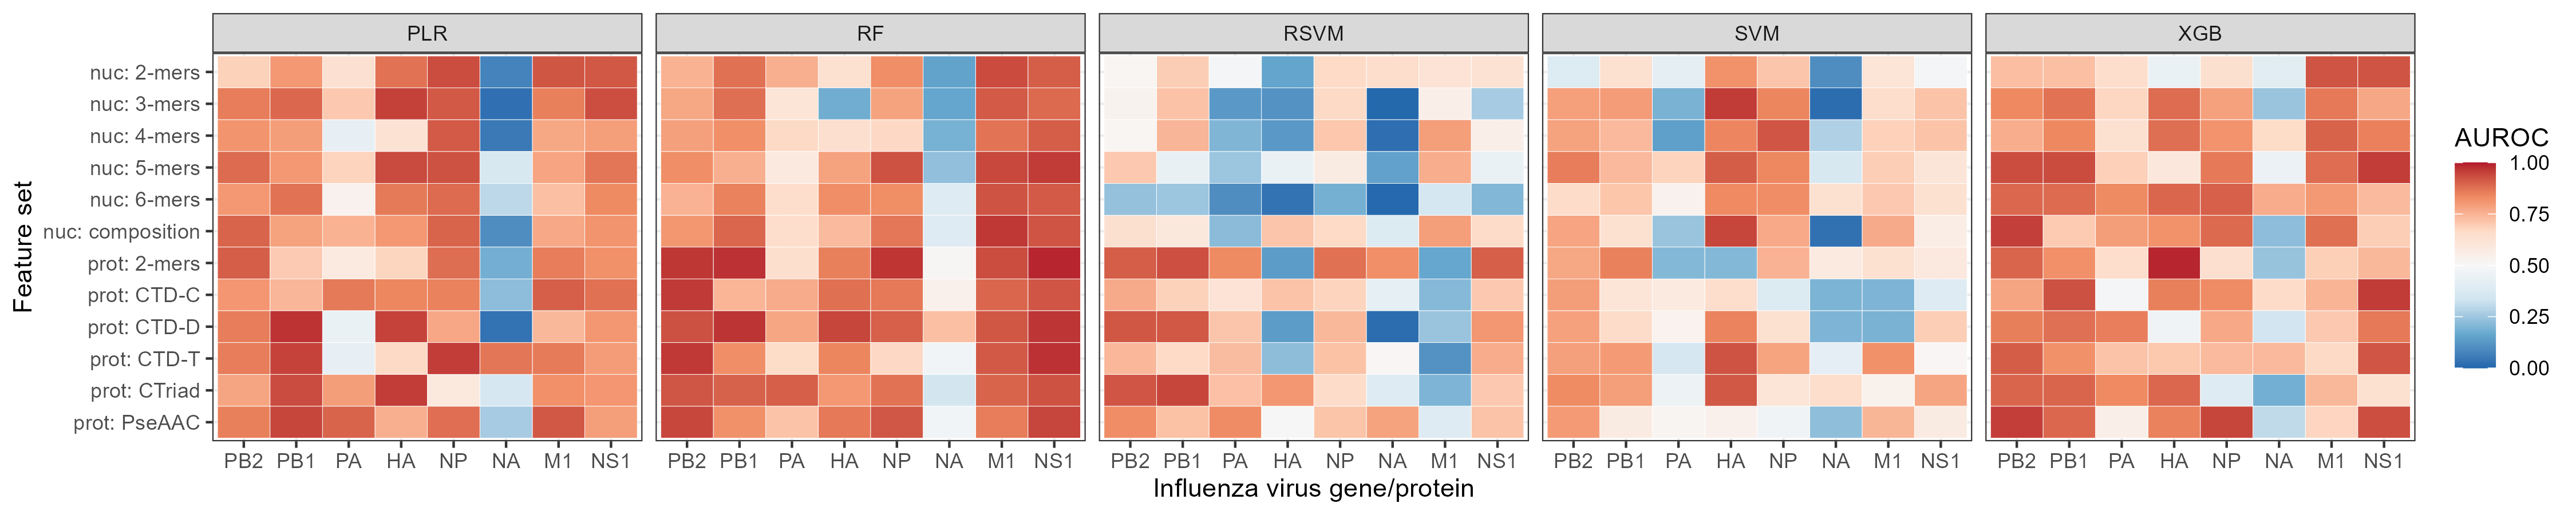 PLR RF RSVM SVM XGB
Feature set
nuc: 2-mers
nuc: 3-mers
nuc: 4-mers
nuc: 5-mers
nuc: 6-mers
nuc: composition
prot: 2-mers
prot: CTD-C
prot: CTD-D
prot: CTD-T
prot: CTriad
prot: PseAAC
PB2 PB1 PA HA NP NA M1 NS1 PB2 PB1 PA HA NP NA M1 NS1 PB2 PB1 PA HA NP NA M1 NS1 PB2 PB1 PA HA NP NA M1 NS1 PB2 PB1 PA HA NP NA M1 NS1
Influenza virus gene/protein
AUROC
1.00
0.75
0.50
0.25
0.00